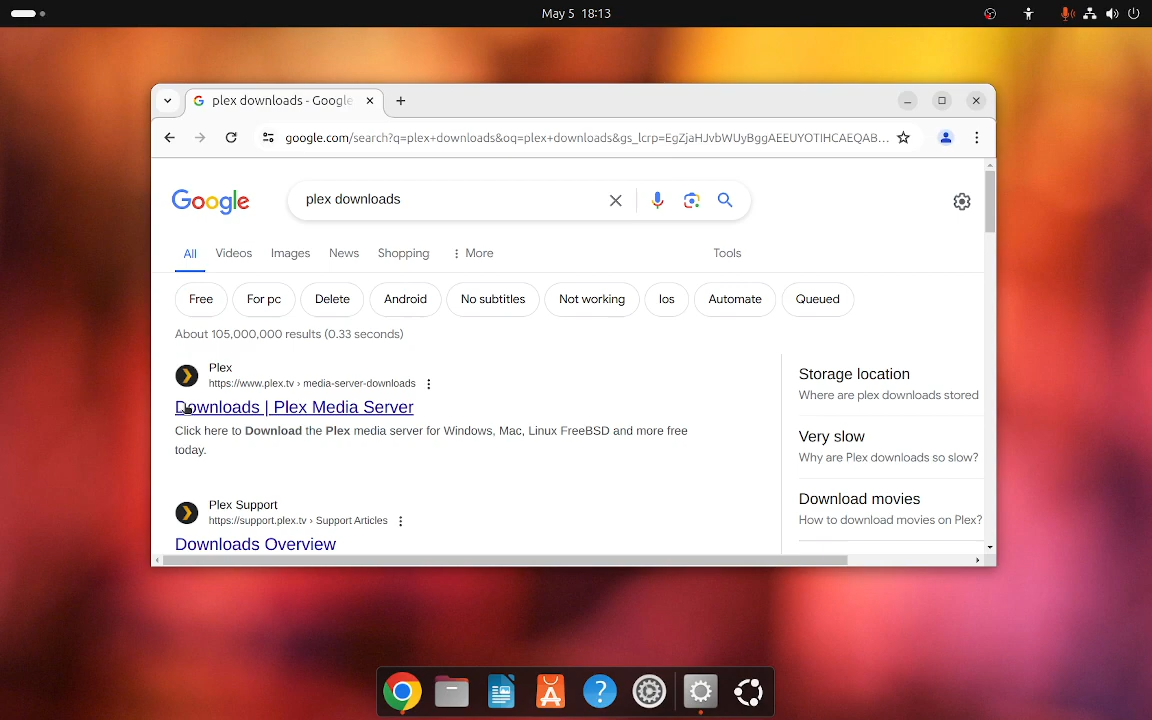 May 5 18:13
plex downloads - Google
google.com/search?q=plex+downloads&oq=plex+downloads&gs_lcrp=EgZjaHJvbWUyBggAEEUYOTIHCAEQAB...
Google
plex downloads
All Videos Images News Shopping More Tools
Free For pc Delete Android No subtitles Not working Ios Automate Queued
About 105,000,000 results (0.33 seconds)
Plex
https://www.plex.tv › media-server-downloads
Downloads | Plex Media Server
Click here to Download the Plex media server for Windows, Mac, Linux FreeBSD and more free
today.
Plex Support
https://support.plex.tv › Support Articles
Downloads Overview
Storage location
Where are plex downloads stored
Very slow
Why are Plex downloads so slow?
Download movies
How to download movies on Plex?